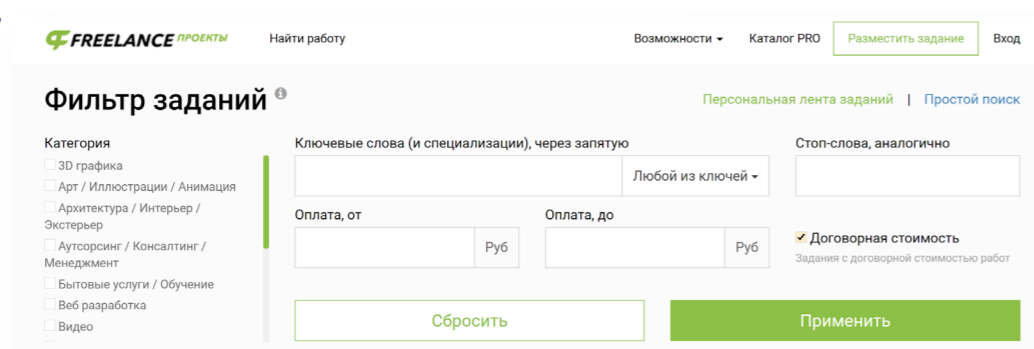 FREELANCE ПРОЕКТЫ
Найти работу
Возможности
Каталог PRO
Разместить задание
Вход
Фильтр заданий
Персональная лента заданий | Простой поиск
Категория
3D графика
Арт / Иллюстрации / Анимация
Архитектура / Интерьер /
Экстерьер
Аутсорсинг / Консалтинг /
Менеджмент
Бытовые услуги / Обучение
Веб разработка
Видео
Ключевые слова (и специализации), через запятую
Любой из ключей
Стоп-слова, аналогично
Оплата, от
Руб
Оплата, до
Руб
Договорная стоимость
Задания с договорной стоимостью работ
Сбросить
Применить